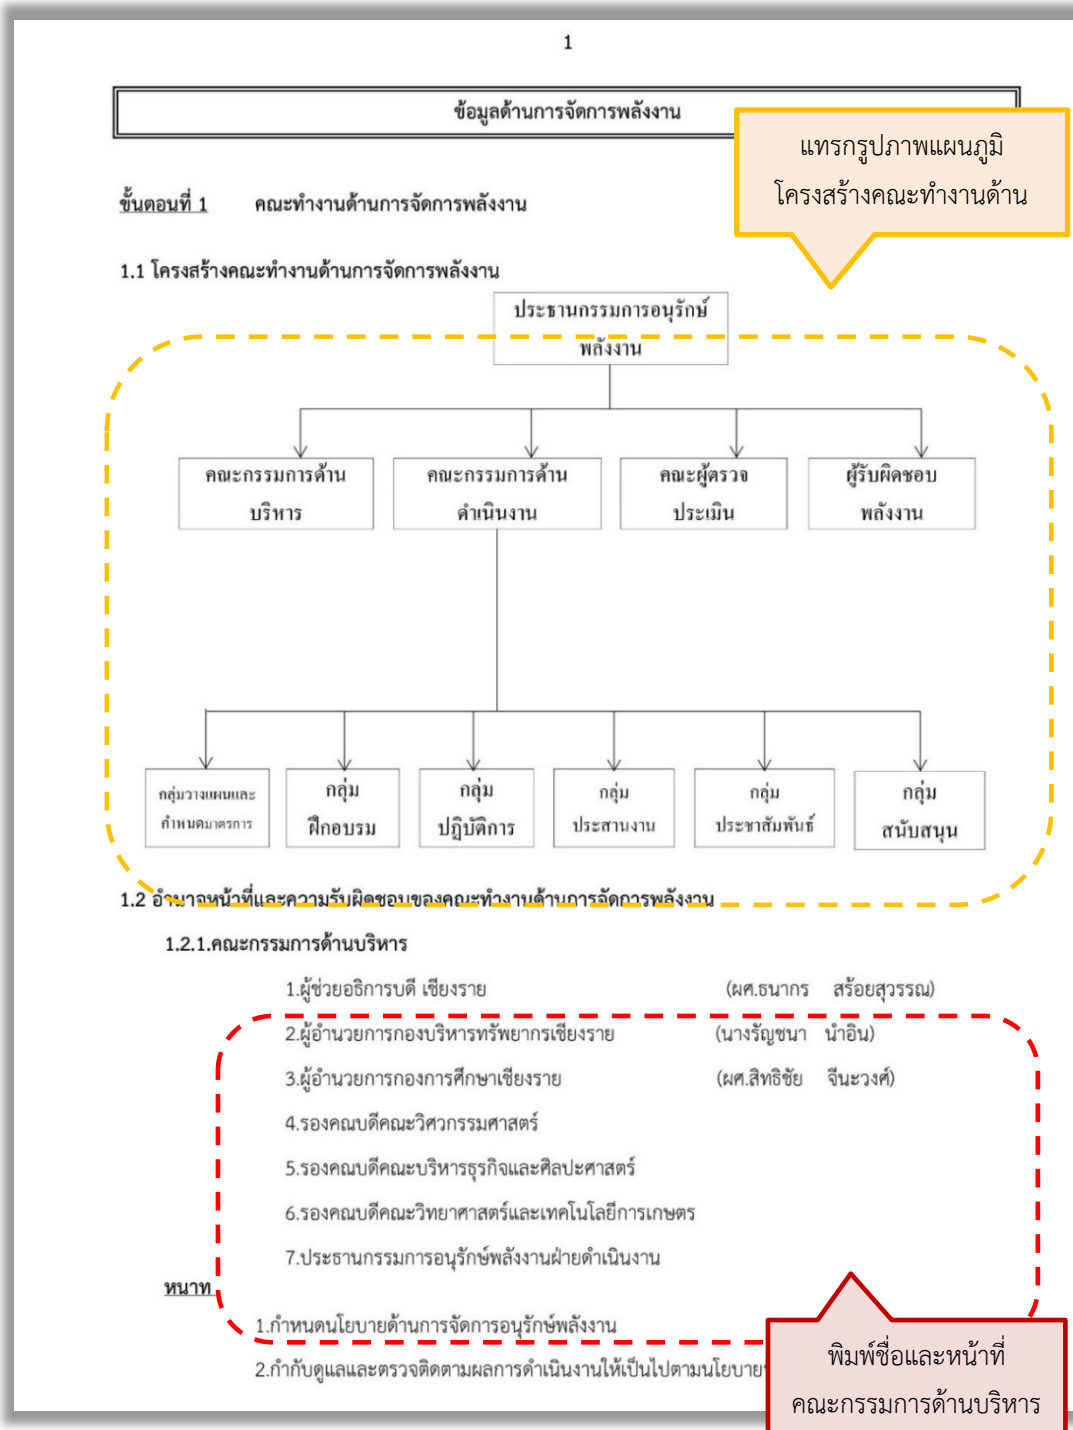 1
ข้อมูลด้านการจัดการพลังงาน
แทรกรูปภาพแผนภูมิ
โครงสร้างคณะทำงานด้าน
ขั้นตอนที่ 1 คณะทำงานด้านการจัดการพลังงาน
1.1 โครงสร้างคณะทำงานด้านการจัดการพลังงาน
ประธานกรรมการอนุรักษ์
พลังงาน
คณะกรรมการด้าน
บริหาร
คณะกรรมการด้าน
ดำเนินงาน
คณะผู้ตรวจ
ประเมิน
ผู้รับผิดชอบ
พลังงาน
กลุ่มวางแผนและ
กำหนดมาตรการ
กลุ่ม
ฝึกอบรม
กลุ่ม
ปฏิบัติการ
กลุ่ม
ประสานงาน
กลุ่ม
ประชาสัมพันธ์
กลุ่ม
สนับสนุน
1.2 อำนาจหน้าที่และความรับผิดชอบของคณะทำงานด้านการจัดการพลังงาน
1.2.1.คณะกรรมการด้านบริหาร
1.ผู้ช่วยอธิการบดี เชียงราย (ผศ.ธนากร สร้อยสุวรรณ)
2.ผู้อำนวยการกองบริหารทรัพยากรเชียงราย (นางรัญชนา นำอิน)
3.ผู้อำนวยการกองการศึกษาเชียงราย (ผศ.สิทธิชัย จีนะวงศ์)
4.รองคณบดีคณะวิศวกรรมศาสตร์
5.รองคณบดีคณะบริหารธุรกิจและศิลปะศาสตร์
6.รองคณบดีคณะวิทยาศาสตร์และเทคโนโลยีการเกษตร
7.ประธานกรรมการอนุรักษ์พลังงานฝ่ายดำเนินงาน
หน้าที่
1.กำหนดนโยบายด้านการจัดการอนุรักษ์พลังงาน
2.กำกับดูแลและตรวจติดตามผลการดำเนินงานให้เป็นไปตามนโยบาย
พิมพ์ชื่อและหน้าที่
คณะกรรมการด้านบริหาร